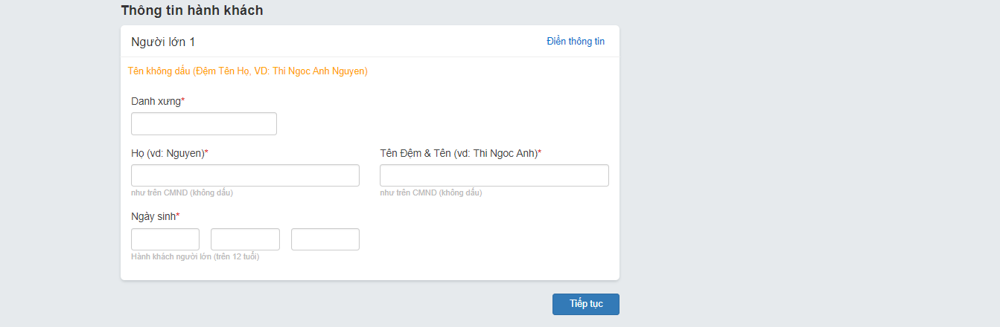 Thông tin hành khách
Người lớn 1
Điền thông tin
Tên không dấu (Đệm Tên Họ, VD: Thi Ngoc Anh Nguyen)
Danh xưng*
Họ (vd: Nguyen)*
Tên Đệm & Tên (vd: Thi Ngoc Anh)*
như trên CMND (không dấu)
như trên CMND (không dấu)
Ngày sinh*
Hành khách người lớn (trên 12 tuổi)
Tiếp tục